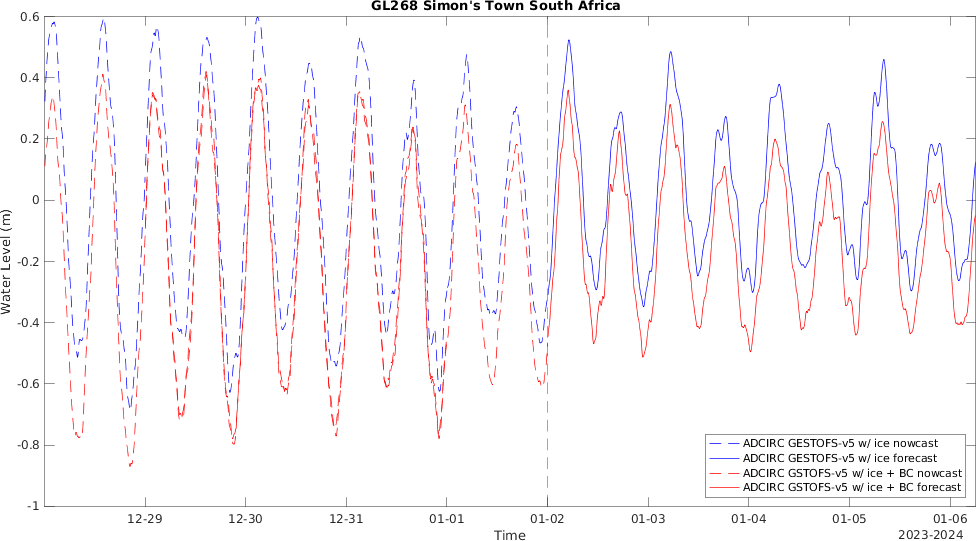 GL268 Simon's Town South Africa
0.6
0.4
0.2
0
-0.2
-0.4
-0.6
-0.8
-1
Water Level (m)
ADCIRC GESTOFS-v5 w/ ice nowcast
ADCIRC GESTOFS-v5 w/ ice forecast
ADCIRC GSTOFS-v5 w/ ice + BC nowcast
ADCIRC GSTOFS-v5 w/ ice + BC forecast
12-29 12-30 12-31 01-01 01-02 01-03 01-04 01-05 01-06
Time
2023-2024